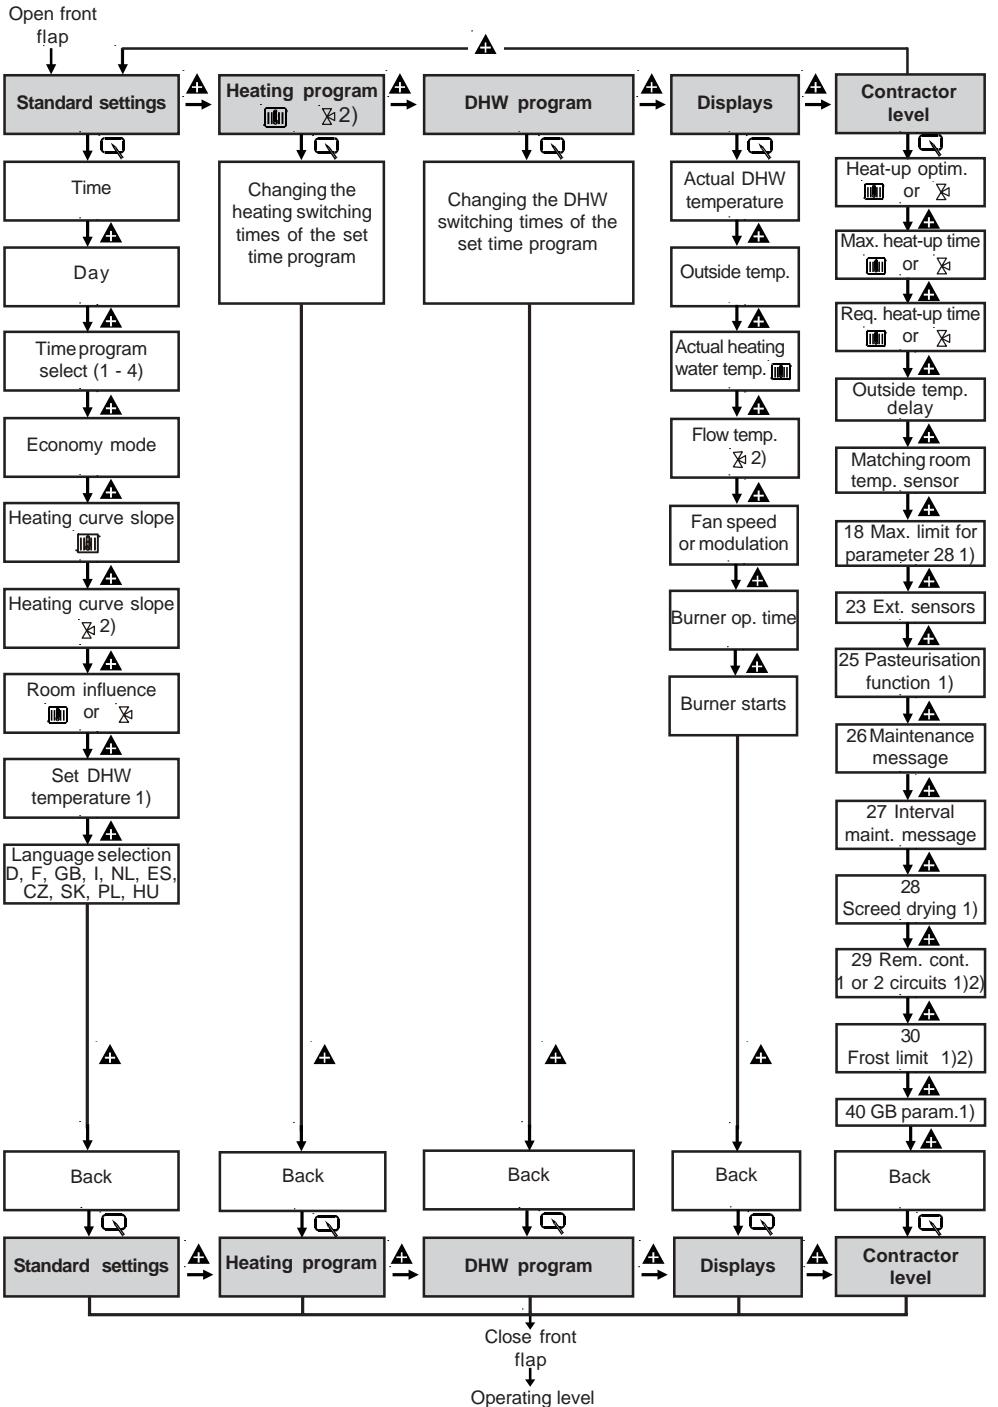 Open front
flap
Standard settings
Heating program
2)
DHW program
Displays
Contractor
level
Time
Day
Time program
select (1 - 4)
Economy mode
Heating curve slope
Heating curve slope
2)
Room influence
or
Set DHW
temperature 1)
Language selection
D, F, GB, I, NL, ES,
CZ, SK, PL, HU
Changing the
heating switching
times of the set
time program
Changing the DHW
switching times of the
set time program
Actual DHW
temperature
Outside temp.
Actual heating
water temp.
Flow temp.
2)
Fan speed
or modulation
Burner op. time
Burner starts
Heat-up optim.
or
Max. heat-up time
or
Req. heat-up time
or
Outside temp.
delay
Matching room
temp. sensor
18 Max. limit for
parameter 28 1)
23 Ext. sensors
25 Pasteurisation
function 1)
26 Maintenance
message
27 Interval
maint. message
28
Screed drying 1)
29 Rem. cont.
1 or 2 circuits 1)2)
30
Frost limit 1)2)
40 GB param.1)
Back
Back
Back
Back
Back
Standard settings
Heating program
DHW program
Displays
Contractor
level
Close front
flap
Operating level